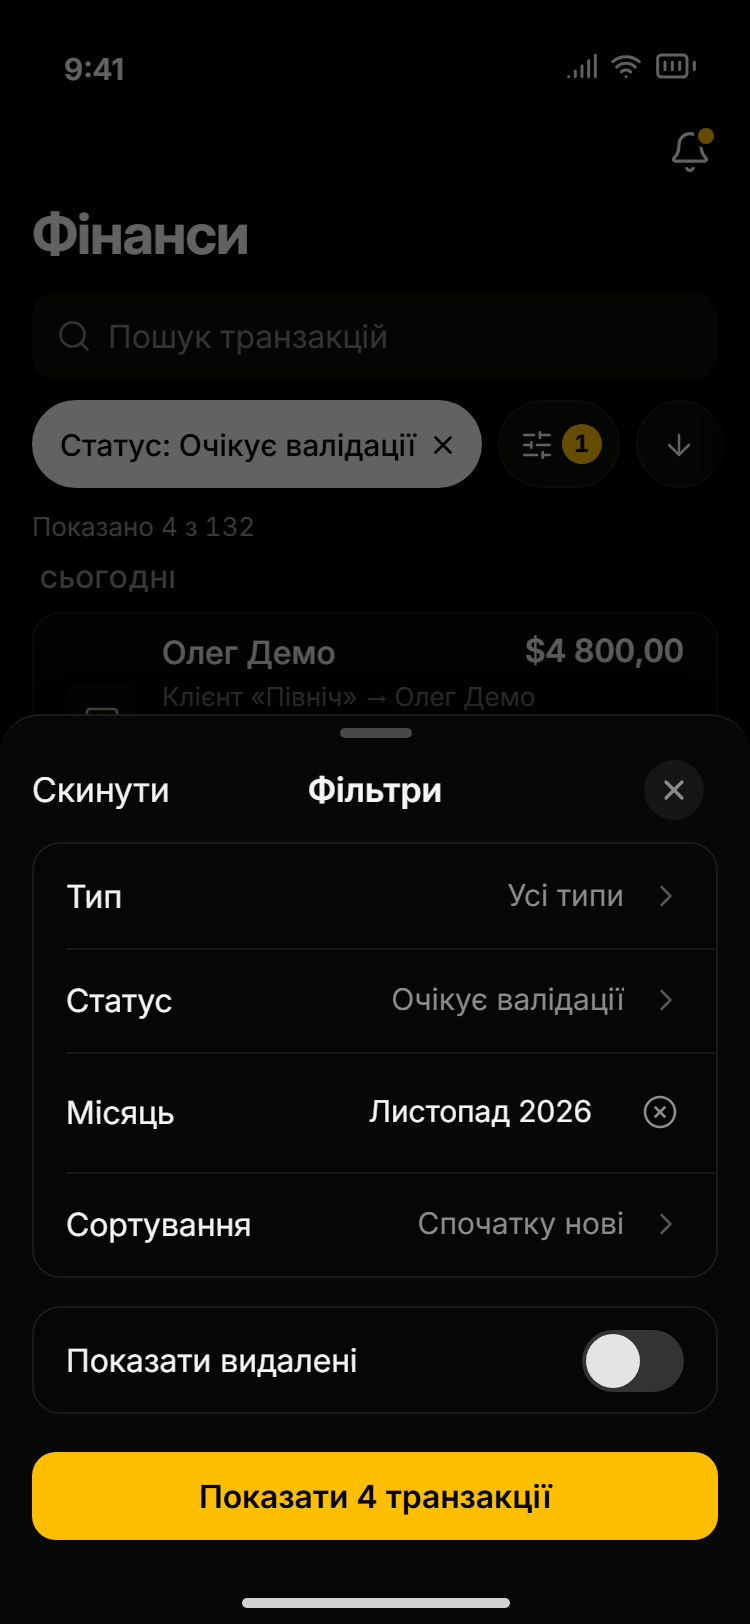 9:41
Фінанси
Пошук транзакцій
Статус: Очікує валідації
1
Показано 4 з 132
СЬОГОДНІ
Олег Демо $4 800,00
Клієнт «Північ» → Олег Демо
Скинути Фільтри
Тип Усі типи
Статус Очікує валідації
Місяць Листопад 2026
Сортування Спочатку нові
Показати видалені
Показати 4 транзакції